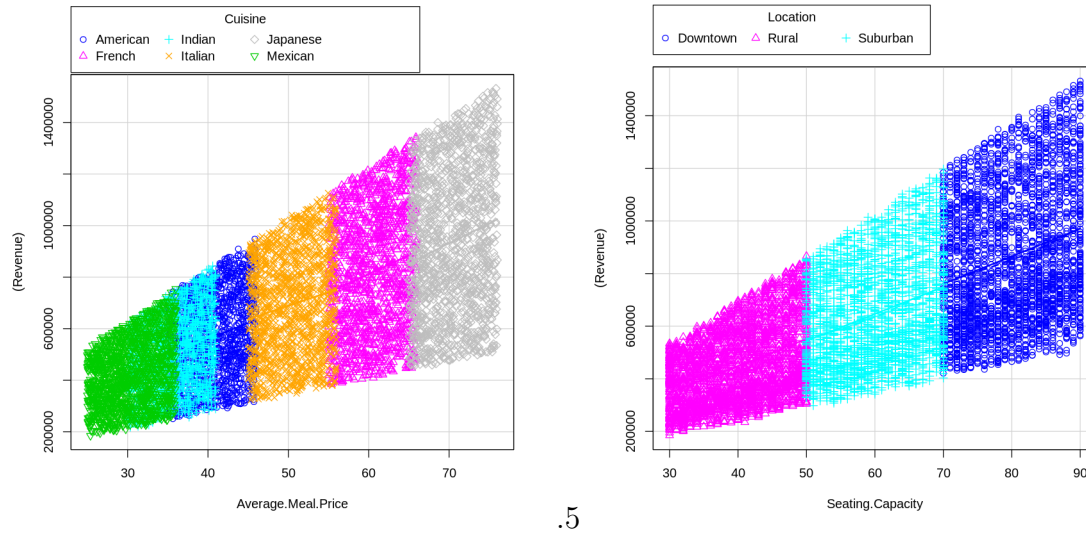 Cuisine
American Indian Japanese
French Italian Mexican
(Revenue)
200000 600000 1000000 1400000
30 40 50 60 70
Average.Meal.Price
.5
Location
Downtown Rural Suburban
(Revenue)
200000 600000 1000000 1400000
30 40 50 60 70 80 90
Seating.Capacity